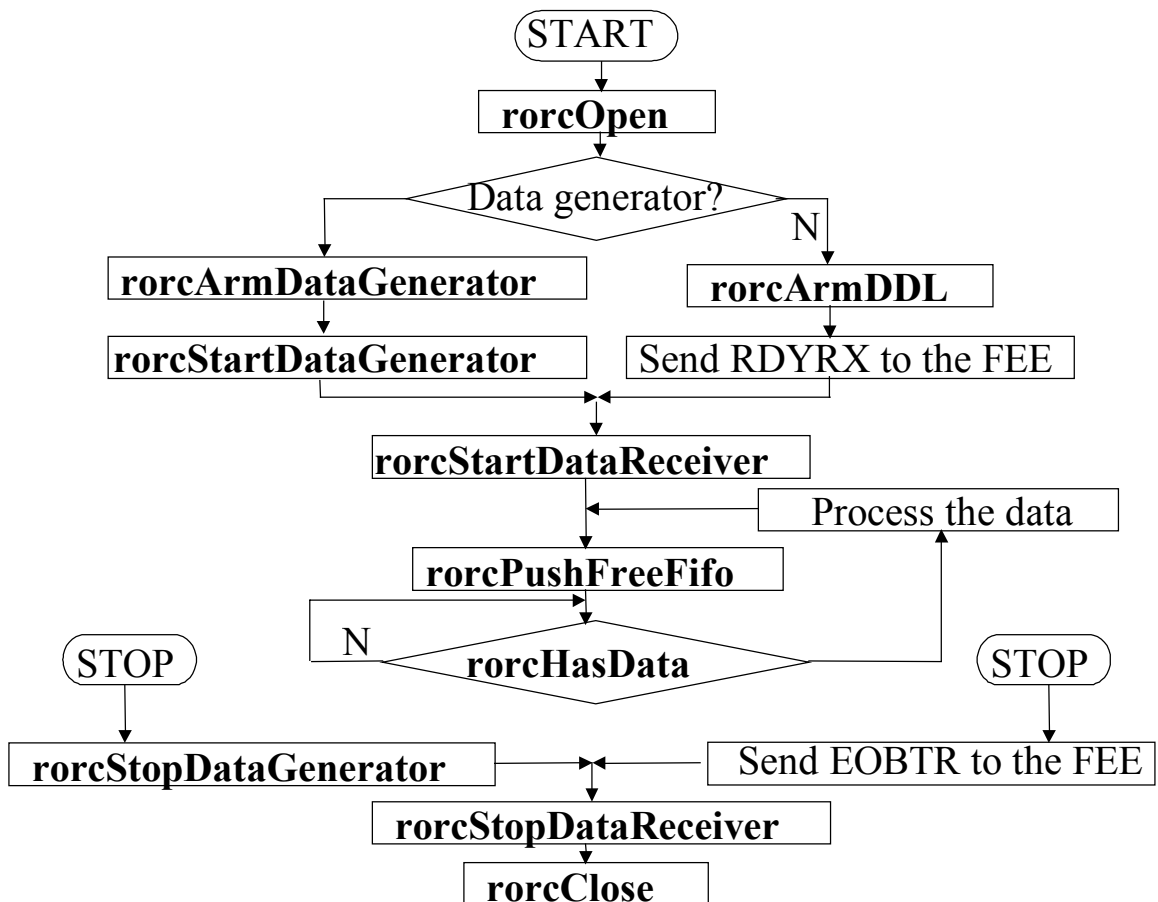 START
rorcOpen
Data generator?
N
rorcArmDataGenerator
rorcArmDDL
rorcStartDataGenerator
Send RDYRX to the FEE
rorcStartDataReceiver
Process the data
rorcPushFreeFifo
N
rorcHasData
STOP
STOP
rorcStopDataGenerator
Send EOBTR to the FEE
rorcStopDataReceiver
rorcClose